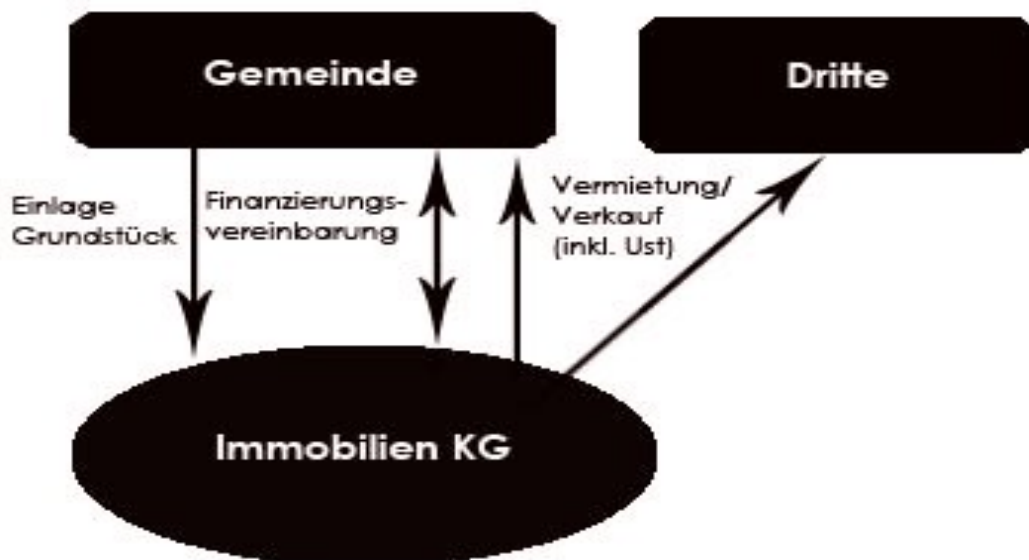 Gemeinde
Dritte
Einlage
Grundstück
Finanzierungs-
vereinbarung
Vermietung/
Verkauf
(inkl. Ust)
Immobilien KG